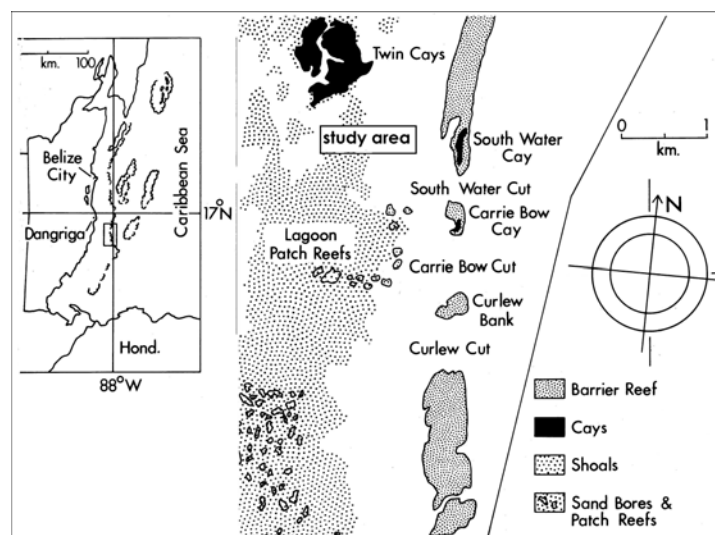 100
km.
Belize
City
Dangriga
Caribbean Sea
17°N
Hond.
88°W
Twin Cays
study area
South Water
Cay
South Water Cut
Carrie Bow
Cay
Lagoon
Patch Reefs
Carrie Bow Cut
Curlew
Bank
Curlew Cut
0 1
km.
N
Barrier Reef
Cays
Shoals
Sand Bores &
Patch Reefs